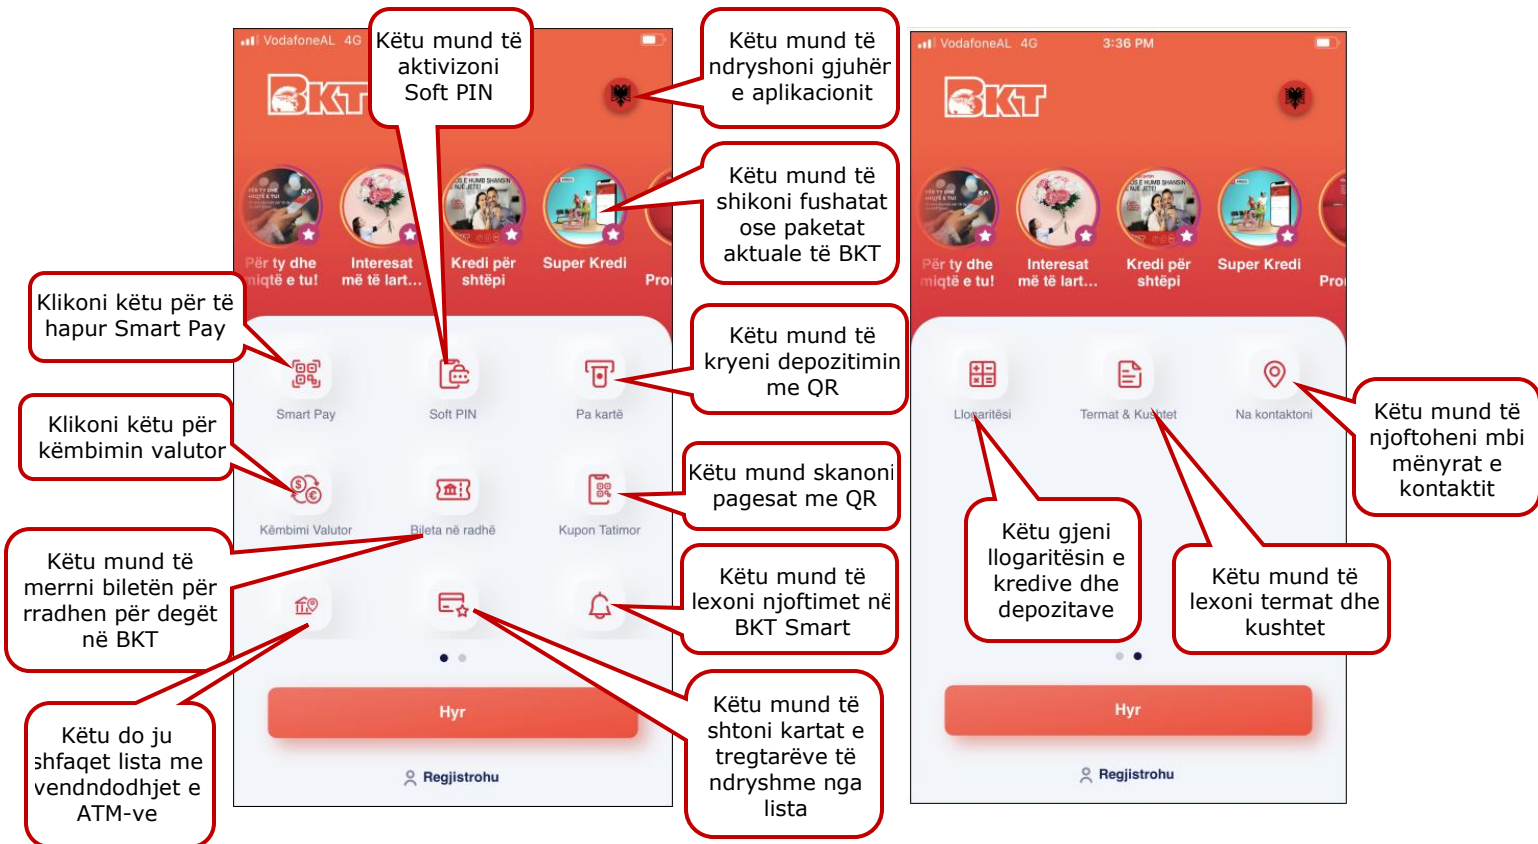 VodafoneAL 4G
BKT
Këtu mund të
aktivizoni
Soft PIN
Këtu mund të
ndryshoni gjuhër
e aplikacionit
Këtu mund të
shikoni fushatat
ose paketat
aktuale të BKT
Për ty dhe
miqtë e tu!
Interesat
më të lart...
Kredi për
shtëpi
Super Kredi
Pro
Klikoni këtu për të
hapur Smart Pay
Këtu mund të
kryeni depozitimin
me QR
Smart Pay
Soft PIN
Pa kartë
Klikoni këtu për
këmbimin valutor
Këtu mund skanoni
pagesat me QR
Këmbimi Valutor
Bileta në radhë
Kupon Tatimor
Këtu mund të
merrni biletën për
rradhen për degët
në BKT
Këtu mund të
lexoni njoftimet në
BKT Smart
Këtu do ju
shfaqet lista me
vendndodhjet e
ATM-ve
Këtu mund të
shtoni kartat e
tregtarëve të
ndryshme nga
lista
Hyr
Regjistrohu
VodafoneAL 4G
3:36 PM
BKT
Për ty dhe
miqtë e tu!
Interesat
më të lart...
Kredi për
shtëpi
Super Kredi
Pro
Llogaritësi
Termat & Kushtet
Na kontaktoni
Këtu mund të
njoftoheni mbi
mënyrat e
kontaktit
Këtu gjeni
llogaritësin e
kredive dhe
depozitave
Këtu mund të
lexoni termat dhe
kushtet
Hyr
Regjistrohu